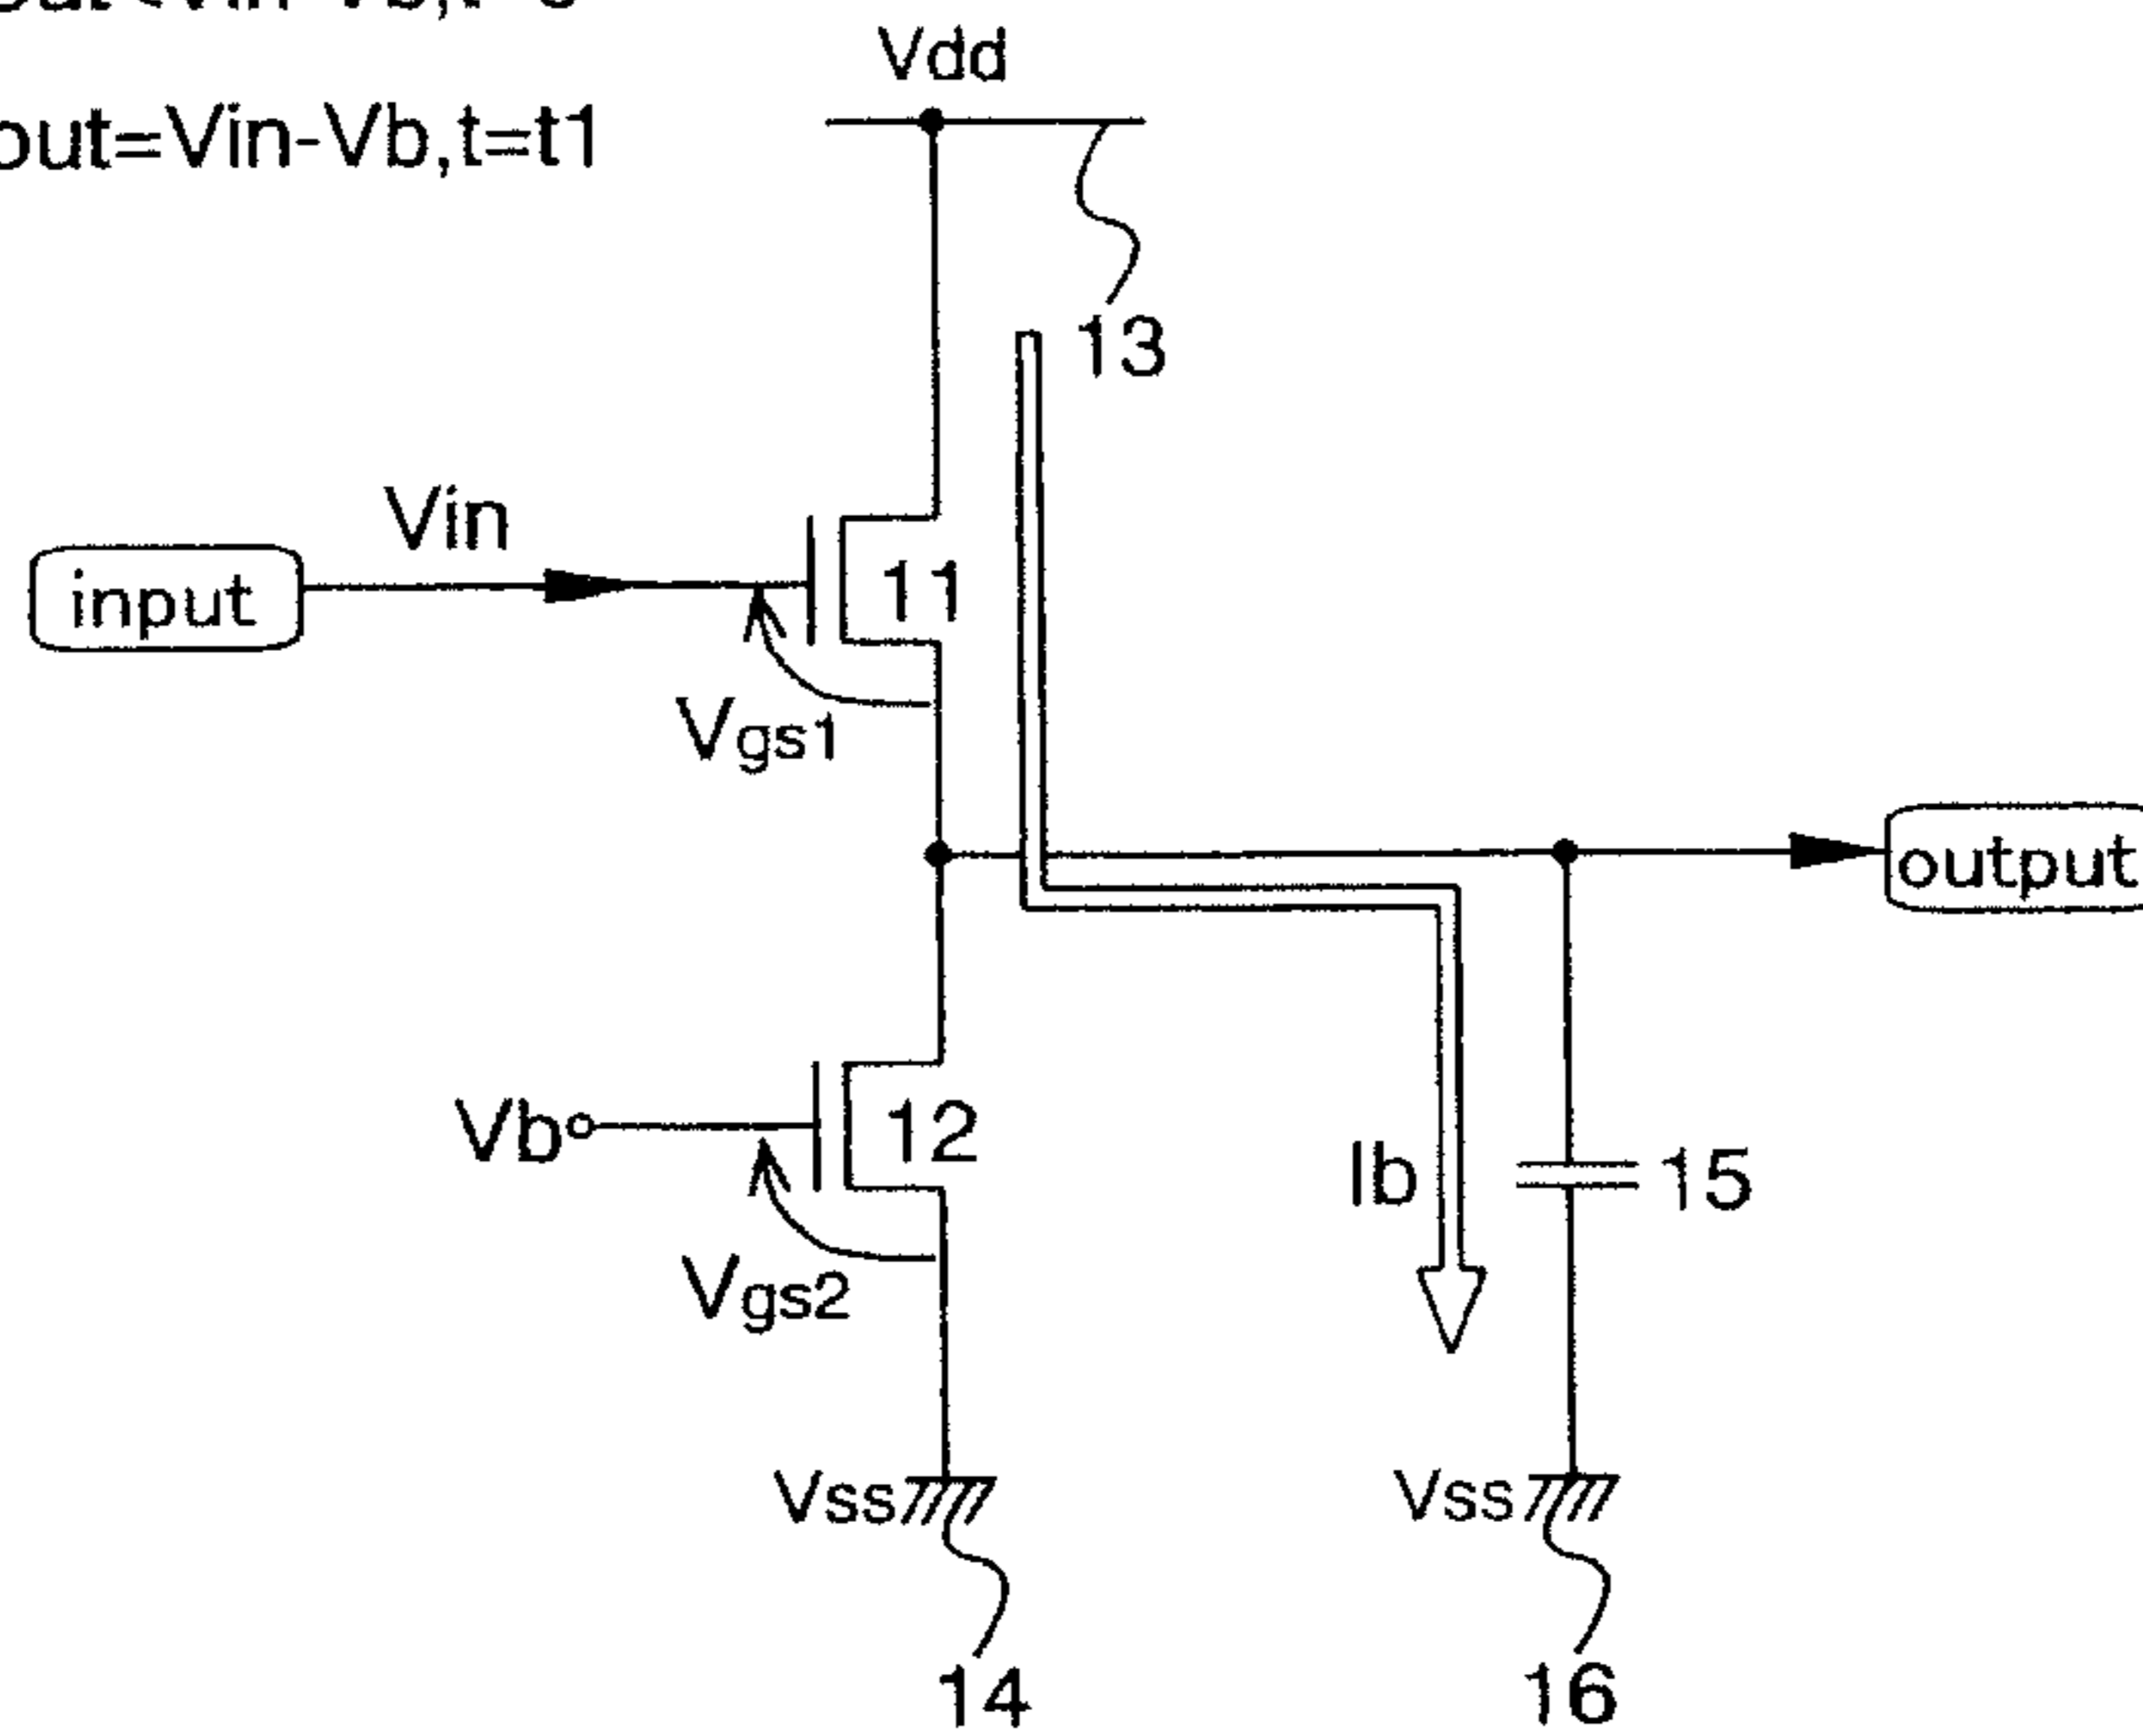 Vdd
out=Vin-Vb,t=t1
13
Vin
input
11
Vgs1
output
Vb
12
Ib
15
Vgs2
Vss
Vss
14
16